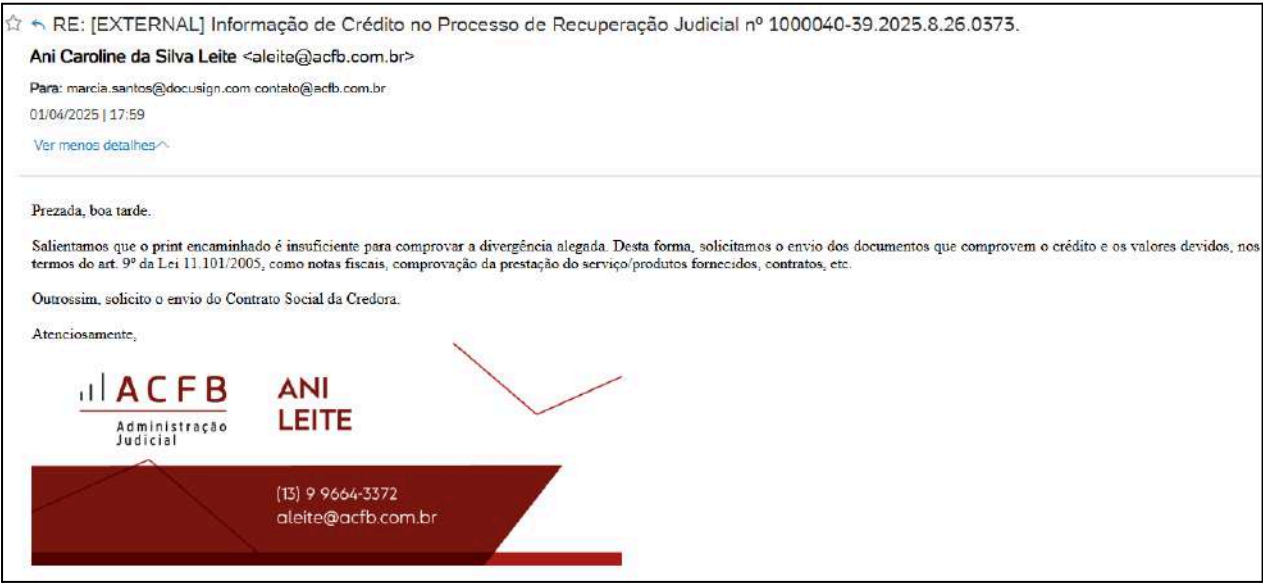 RE: [EXTERNAL] Informação de Crédito no Processo de Recuperação Judicial nº 1000040-39.2025.8.26.0373.
Ani Caroline da Silva Leite <aleite@acfb.com.br>
Para: marcia.santos@docusign.com contato@acfb.com.br
01/04/2025 | 17:59
Ver menos detalhes
Prezada, boa tarde.
Salientamos que o print encaminhado é insuficiente para comprovar a divergência alegada. Desta forma, solicitamos o envio dos documentos que comprovem o crédito e os valores devidos, nos
termos do art. 9º da Lei 11.101/2005, como notas fiscais, comprovação da prestação do serviço/produtos fornecidos, contratos, etc.
Outrossim, solicito o envio do Contrato Social da Credora.
Atenciosamente,
ACFB
Administração
Judicial
ANI
LEITE
(13) 9 9664-3372
aleite@acfb.com.br